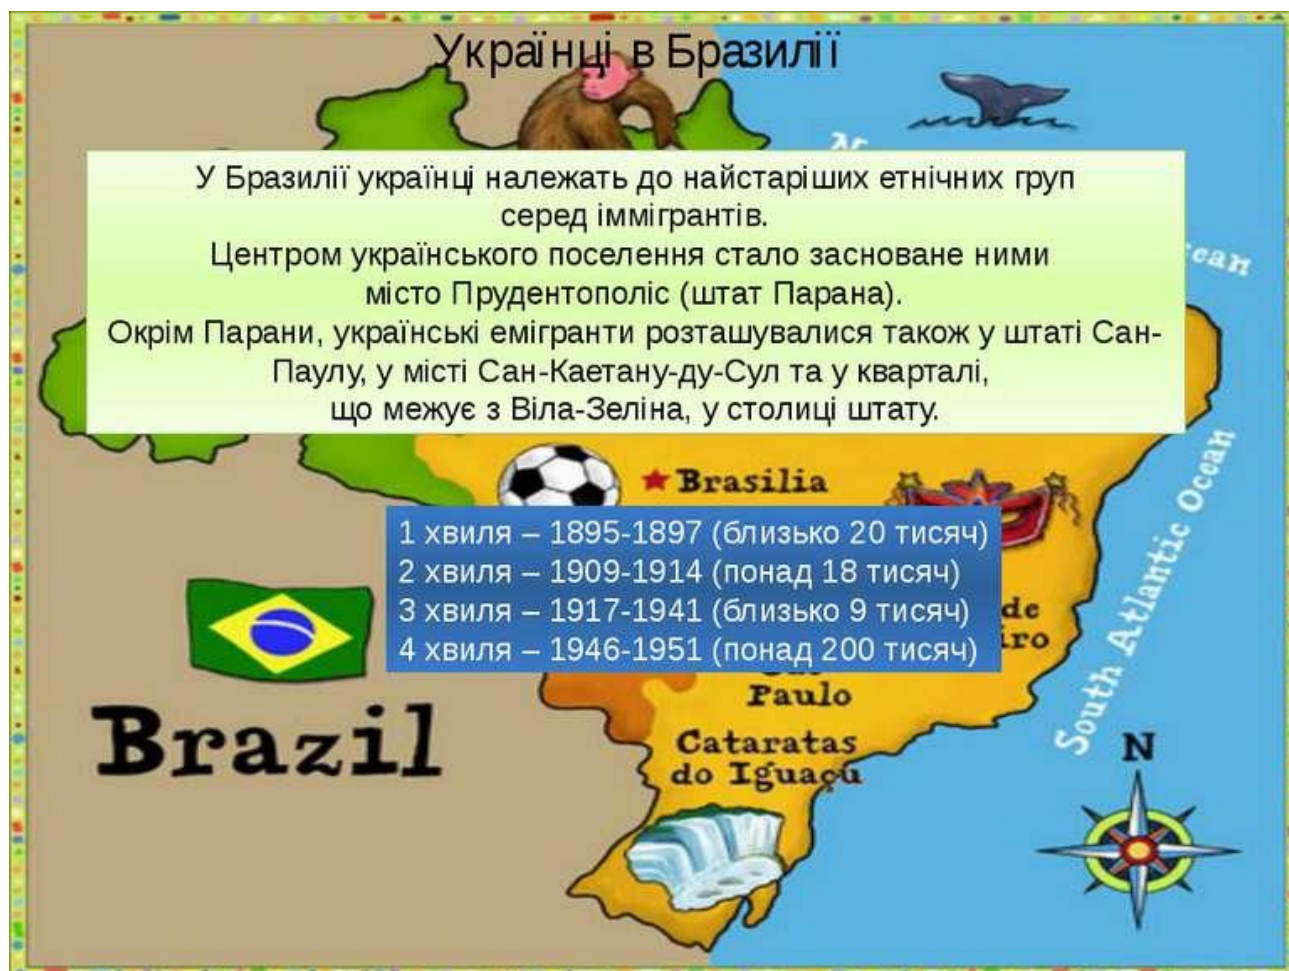 Українці в Бразилії
У Бразилії українці належать до найстаріших етнічних груп
серед іммігрантів.
Центром українського поселення стало засноване ними
місто Прудентополіс (штат Парана).
Окрім Парани, українські емігранти розташувалися також у штаті Сан-
Паулу, у місті Сан-Каетану-ду-Сул та у кварталі,
що межує з Віла-Зеліна, у столиці штату.
Brasilia
1 хвиля – 1895-1897 (близько 20 тисяч)
2 хвиля – 1909-1914 (понад 18 тисяч)
3 хвиля – 1917-1941 (близько 9 тисяч)
4 хвиля – 1946-1951 (понад 200 тисяч)
de
Paulo
Brazil
Cataratas
do Iguaçu
South Atlantic Ocean
N